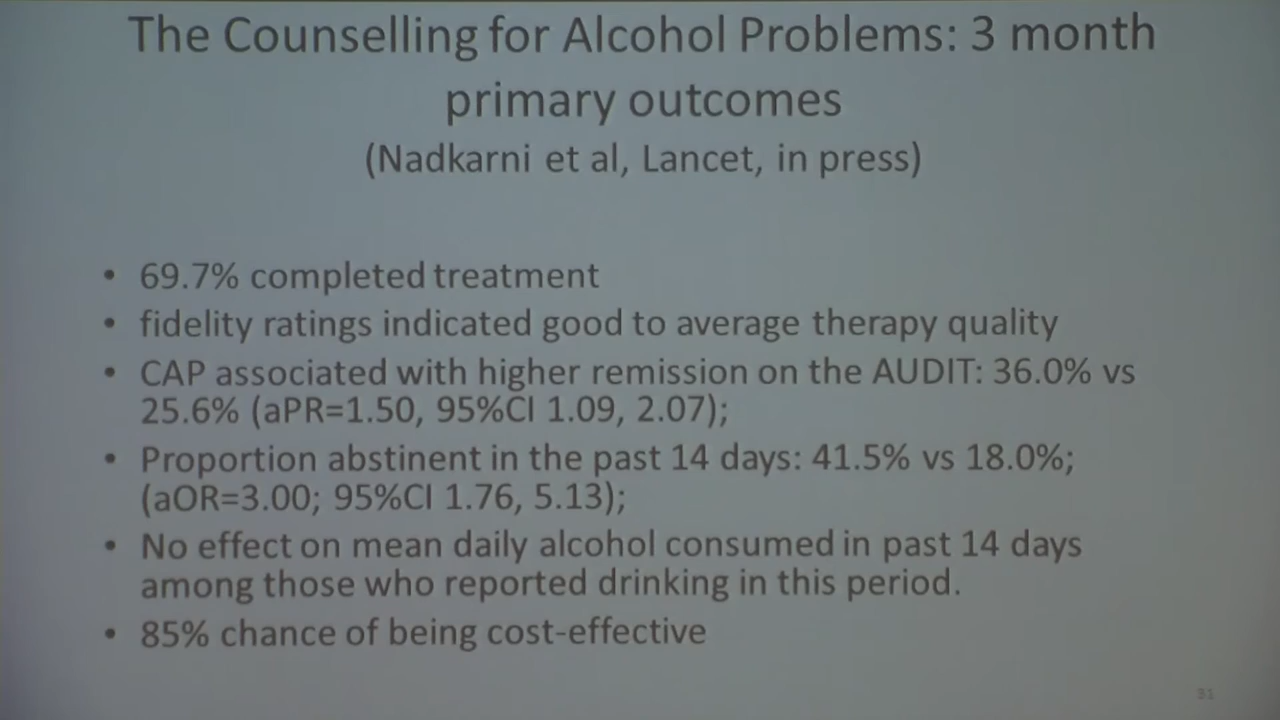 The Counselling for Alcohol Problems: 3 month
primary outcomes
(Nadkarni et al, Lancet, in press)
• 69.7% completed treatment
• fidelity ratings indicated good to average therapy quality
• CAP associated with higher remission on the AUDIT: 36.0% vs
25.6% (aPR=1.50, 95%CI 1.09, 2.07);
• Proportion abstinent in the past 14 days: 41.5% vs 18.0%;
(aOR=3.00; 95%CI 1.76, 5.13);
• No effect on mean daily alcohol consumed in past 14 days
among those who reported drinking in this period.
• 85% chance of being cost-effective
31